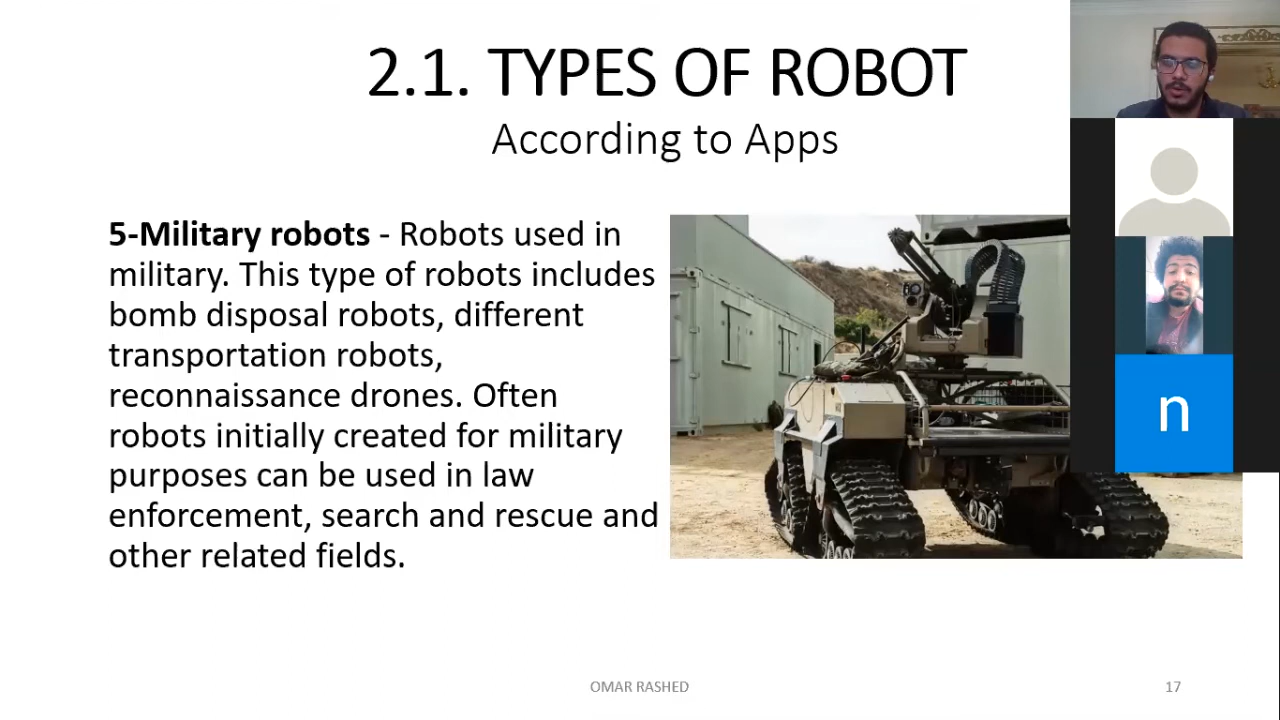 2.1. TYPES OF ROBOT
According to Apps
5-Military robots - Robots used in
military. This type of robots includes
bomb disposal robots, different
transportation robots,
reconnaissance drones. Often
robots initially created for military
purposes can be used in law
enforcement, search and rescue and
other related fields.
n
OMAR RASHED
17